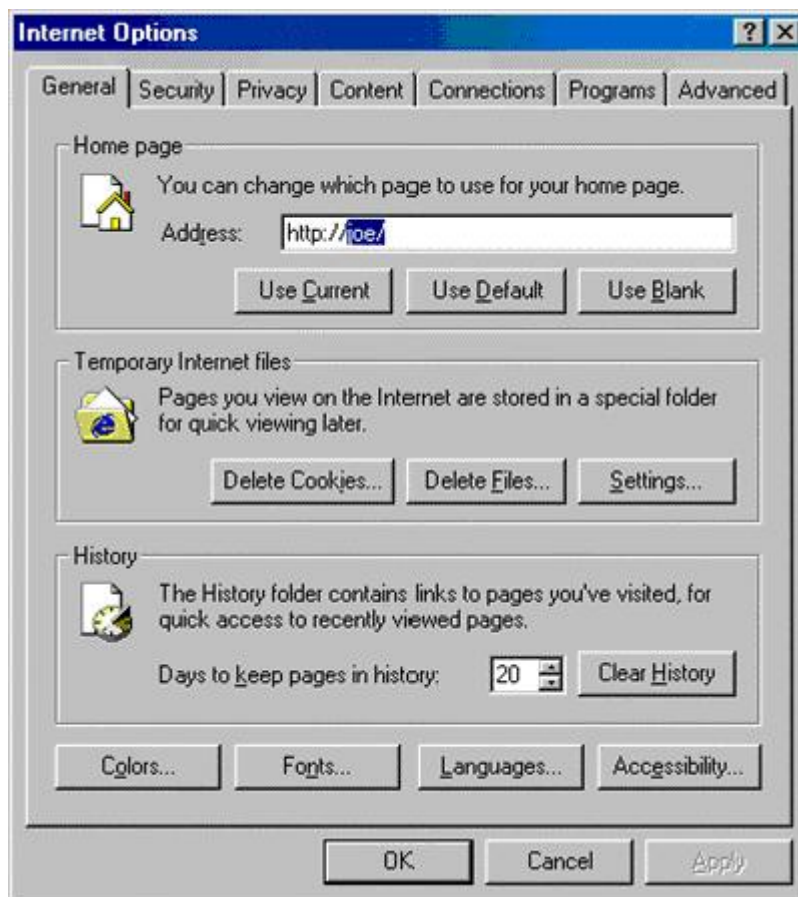 Internet Options
General Security Privacy Content Connections Programs Advanced
Home page
You can change which page to use for your home page.
Address: http://joe/
Use Current Use Default Use Blank
Temporary Internet files
Pages you view on the Internet are stored in a special folder
for quick viewing later.
Delete Cookies... Delete Files... Settings...
History
The History folder contains links to pages you've visited, for
quick access to recently viewed pages.
Days to keep pages in history: 20 Clear History
Colors... Fonts... Languages... Accessibility...
OK Cancel Apply